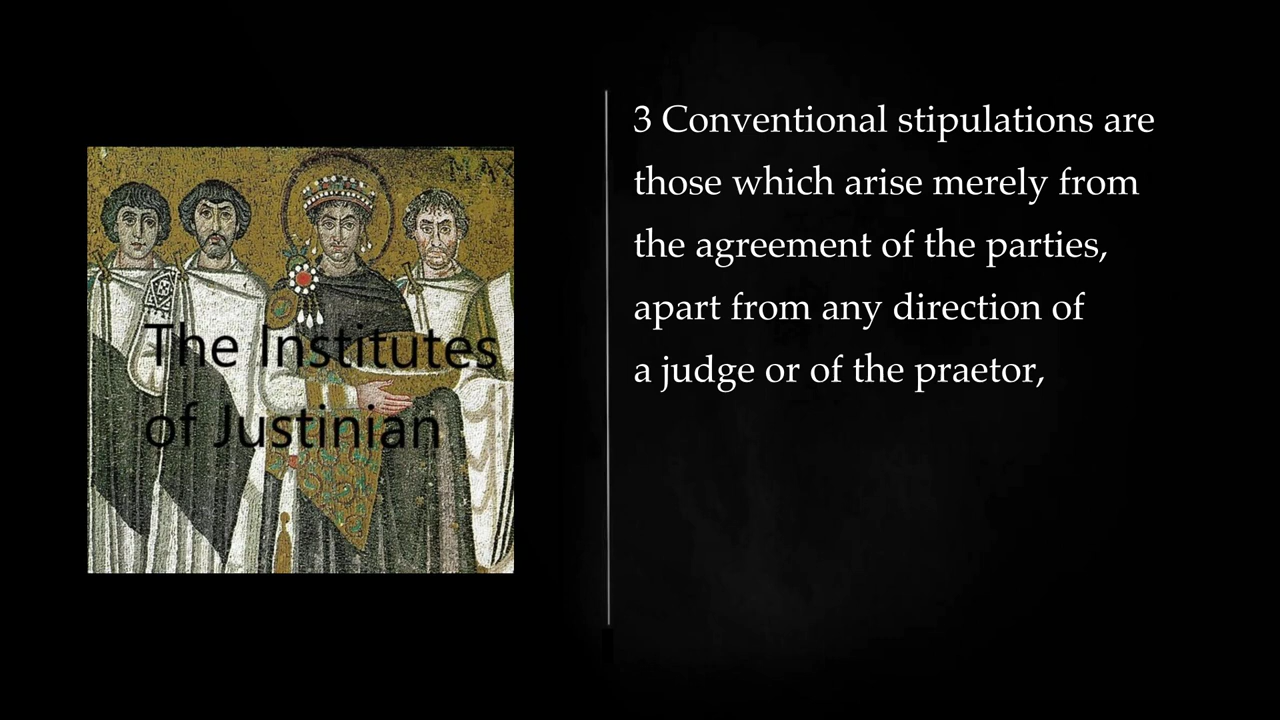 MAX
The Institutes
of Justinian
3 Conventional stipulations are
those which arise merely from
the agreement of the parties,
apart from any direction of
a judge or of the praetor,